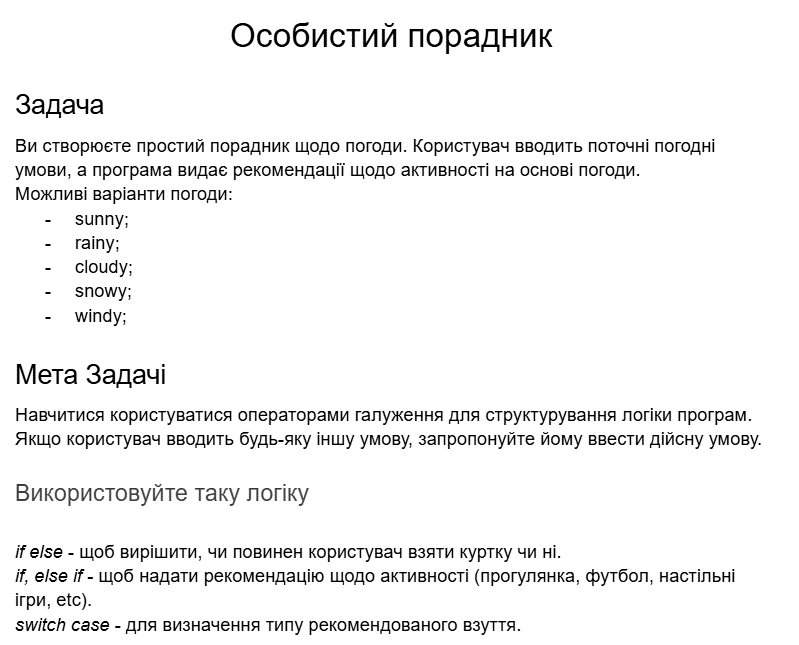 Особистий порадник
Задача
Ви створюєте простий порадник щодо погоди. Користувач вводить поточні погодні
умови, а програма видає рекомендації щодо активності на основі погоди.
Можливі варіанти погоди:
- sunny;
- rainy;
- cloudy;
- snowy;
- windy;
Мета Задачі
Навчитися користуватися операторами галуження для структурування логіки програм.
Якщо користувач вводить будь-яку іншу умову, запропонуйте йому ввести дійсну умову.
Використовуйте таку логіку
if else - щоб вирішити, чи повинен користувач взяти куртку чи ні.
if, else if - щоб надати рекомендацію щодо активності (прогулянка, футбол, настільні
ігри, etc).
switch case - для визначення типу рекомендованого взуття.